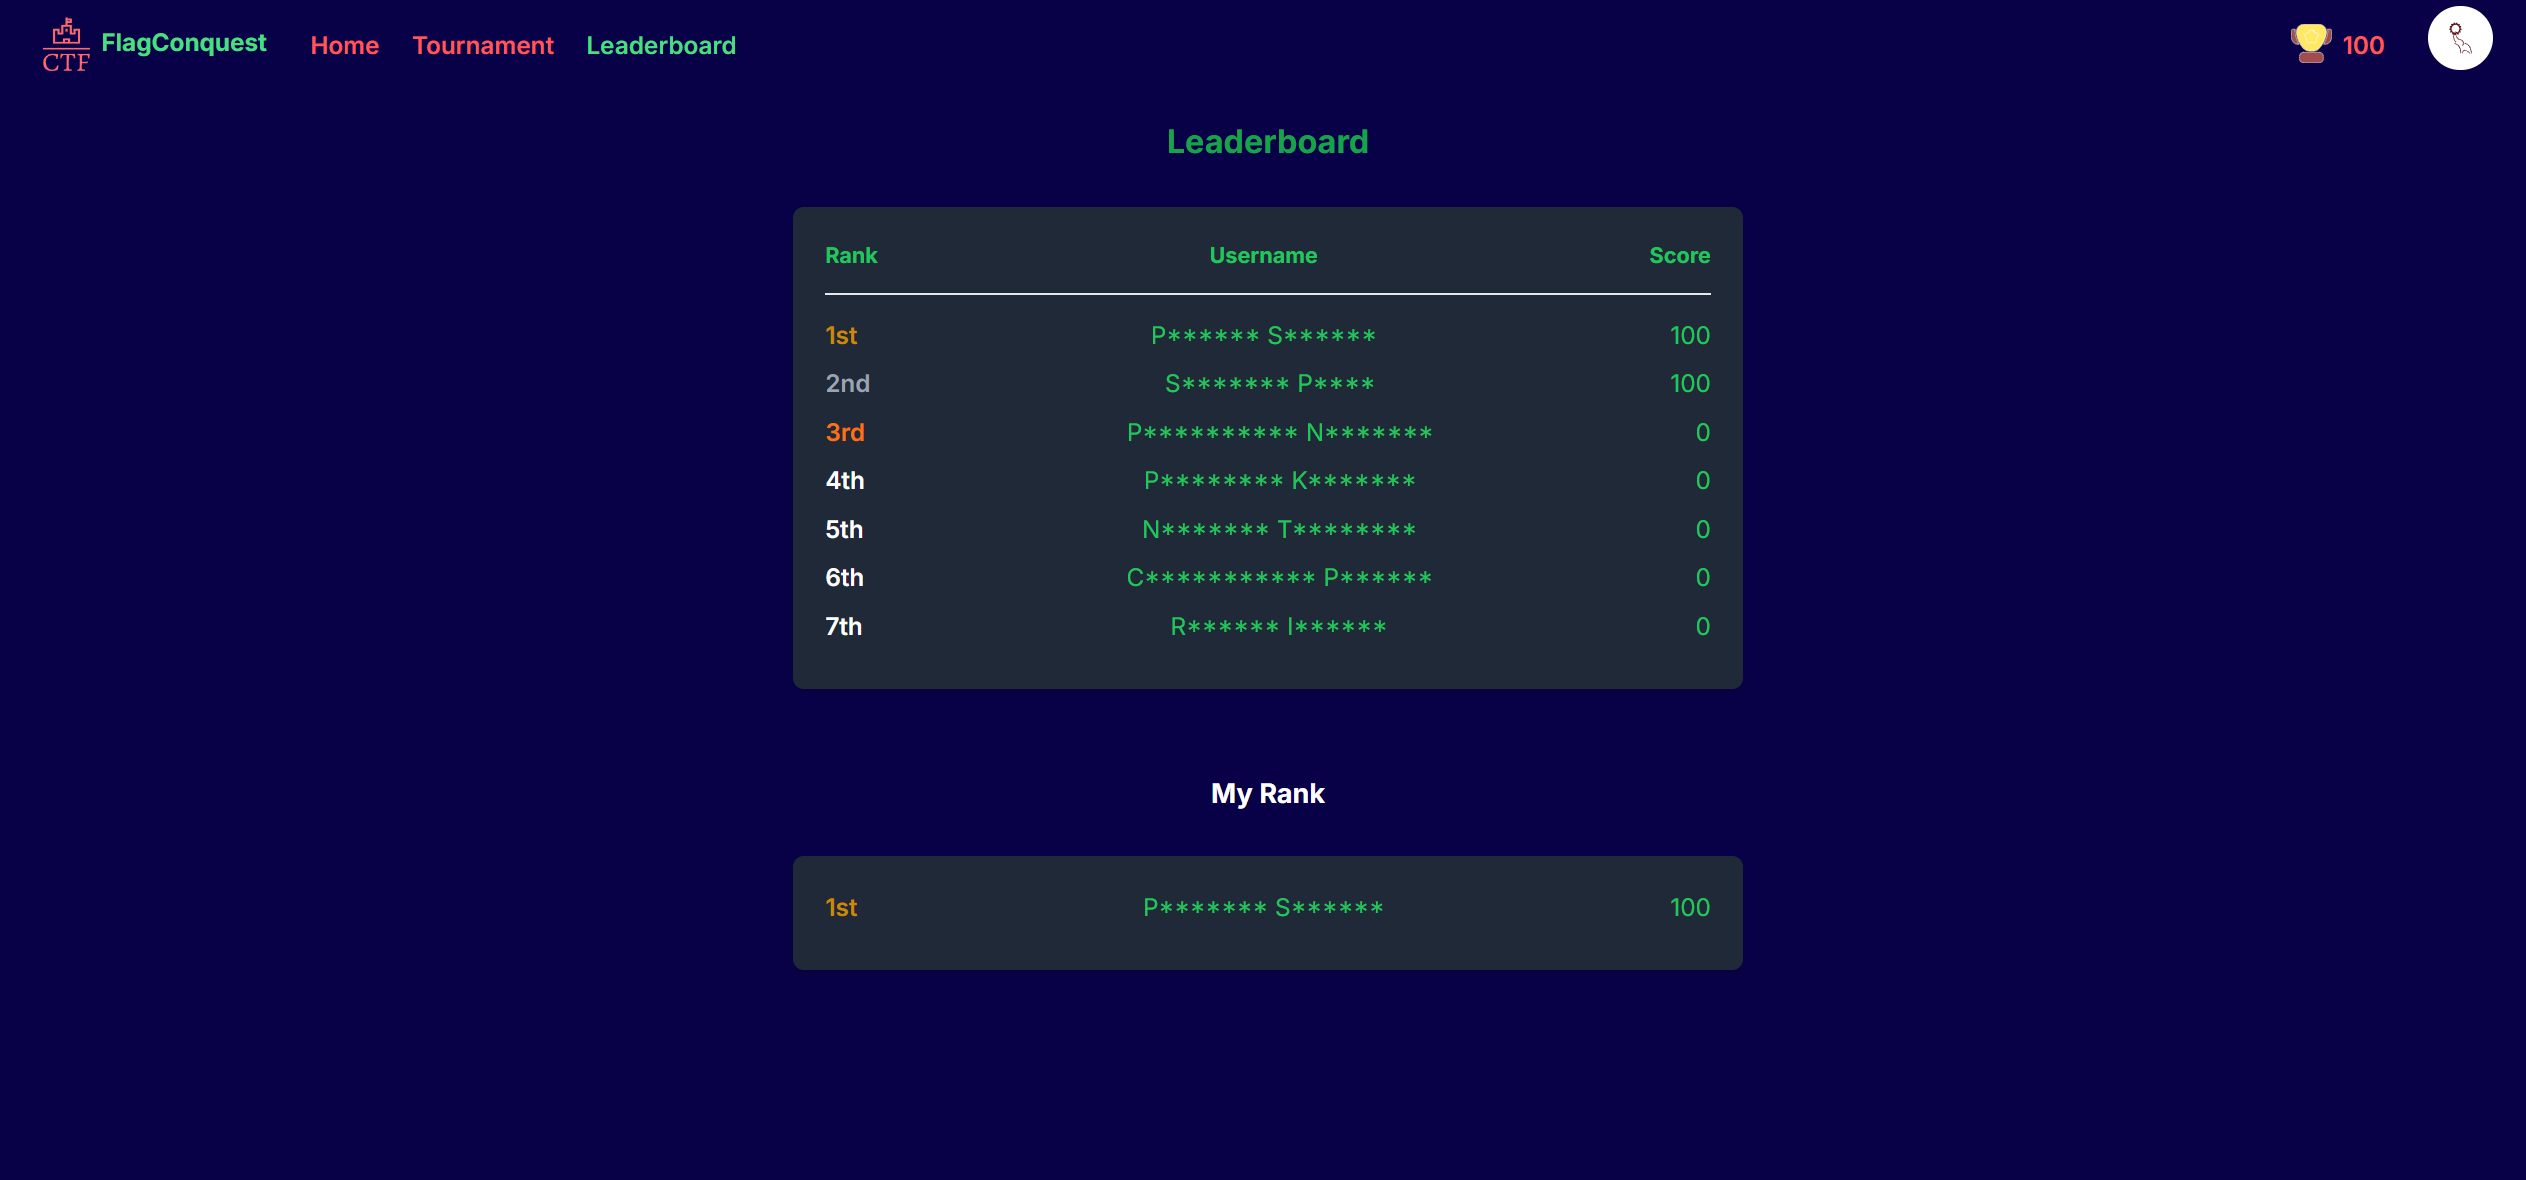 CTF FlagConquest Home Tournament Leaderboard 100
Leaderboard
Rank Username Score
1st P****** S****** 100
2nd S******* P**** 100
3rd P********** N******* 0
4th P******** K******* 0
5th N******* T******** 0
6th C*********** P****** 0
7th R****** I****** 0
My Rank
1st P******* S****** 100